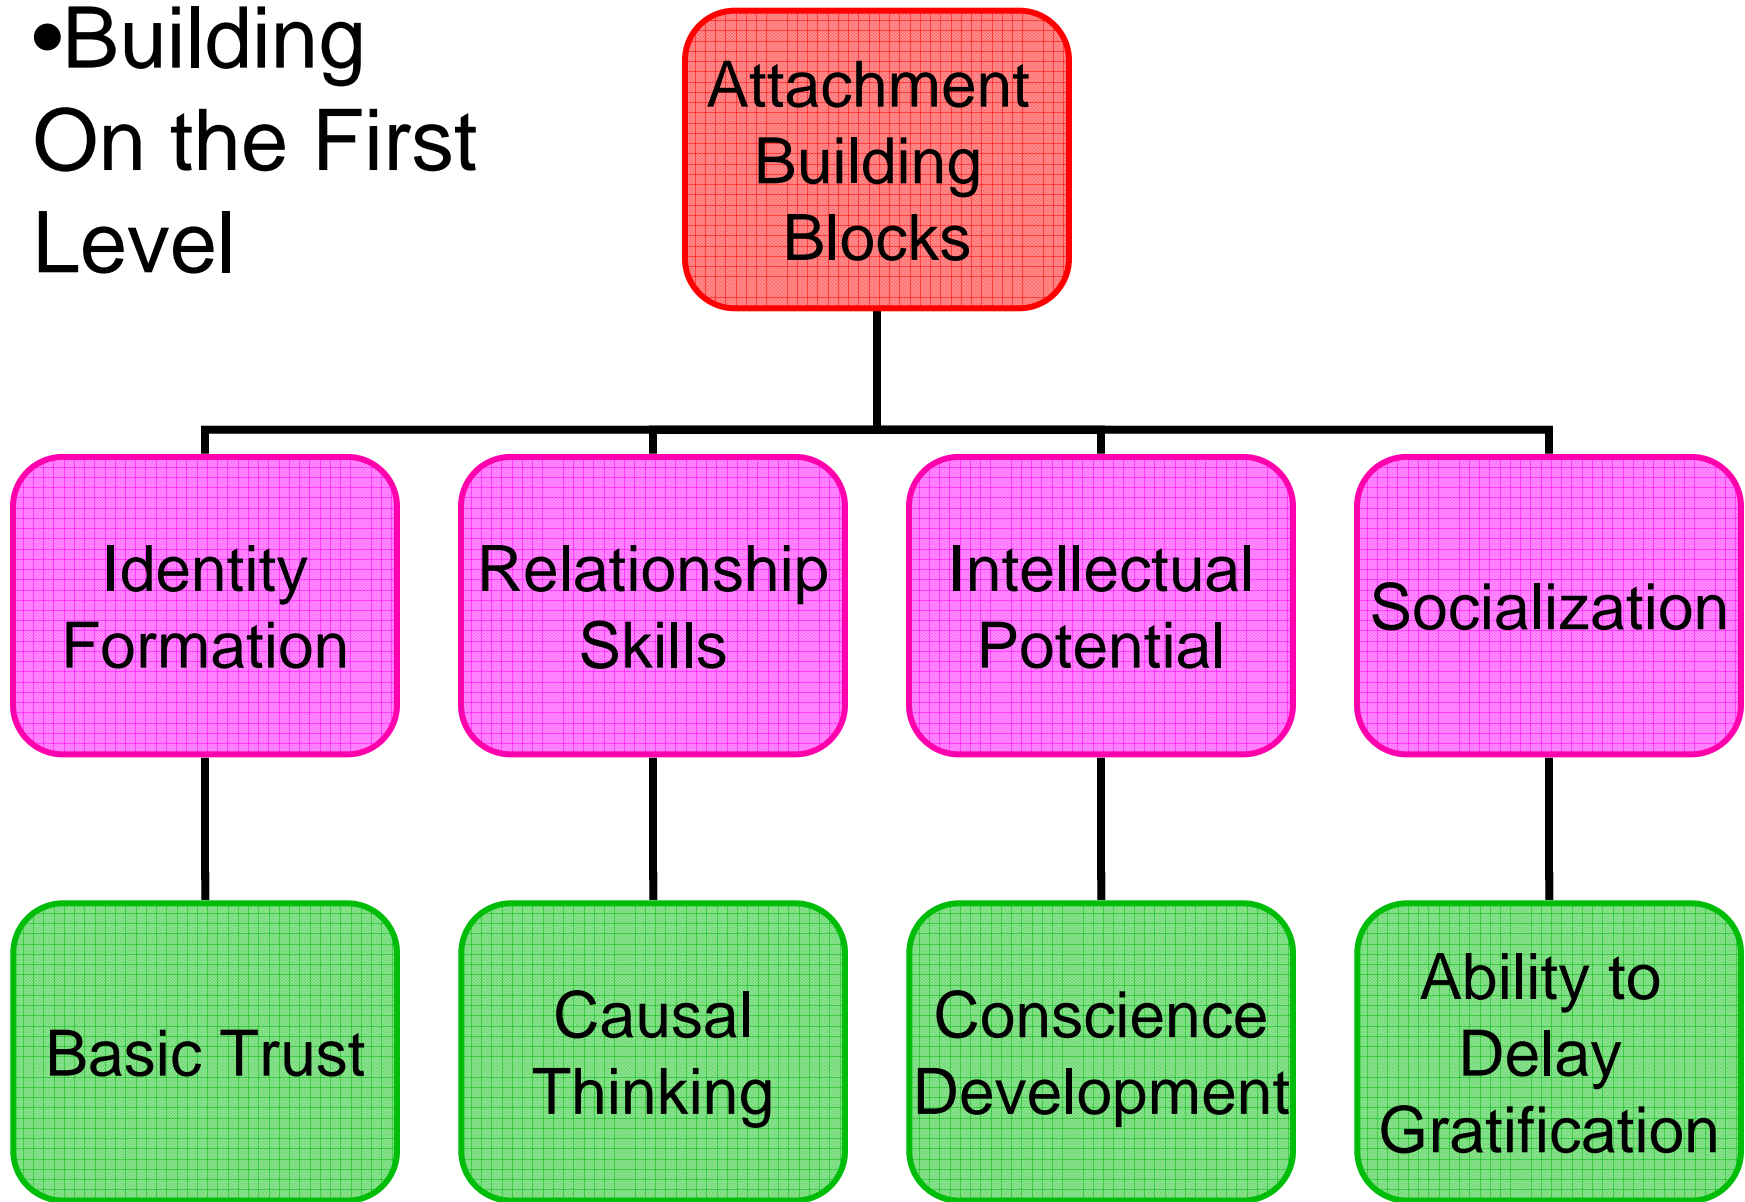 •Building
On the First
Level
Attachment
Building
Blocks
Identity
Formation
Relationship
Skills
Intellectual
Potential
Socialization
Basic Trust
Causal
Thinking
Conscience
Development
Ability to
Delay
Gratification